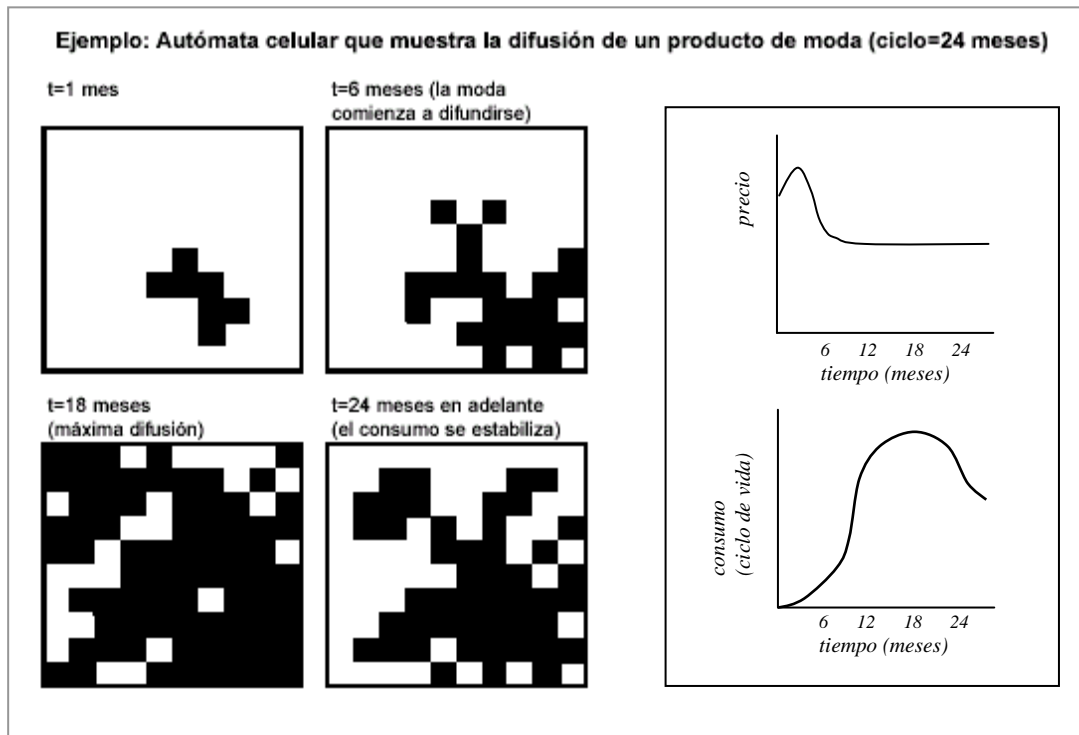 Ejemplo: Autómata celular que muestra la difusión de un producto de moda (ciclo=24 meses)
t=1 mes
t=6 meses (la moda
comienza a difundirse)
t=18 meses
(máxima difusión)
t=24 meses en adelante
(el consumo se estabiliza)
precio
6 12 18 24
tiempo (meses)
consumo
(ciclo de vida)
6 12 18 24
tiempo (meses)